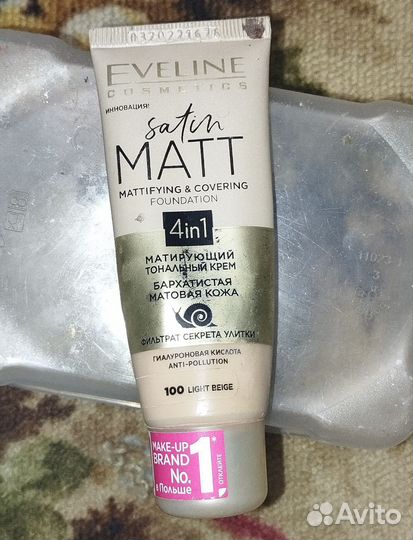 EVELINE
COSMETICS
ИННОВАЦИЯ!
satin
MATT
MATTIFYING & COVERING
FOUNDATION
4in1
МАТИРУЮЩИЙ
ТОНАЛЬНЫЙ КРЕМ
БАРХАТИСТАЯ
МАТОВАЯ КОЖА
ФИЛЬТРАТ СЕКРЕТА УЛИТКИ
ГИАЛУРОНОВАЯ КИСЛОТА
ANTI-POLLUTION
100 LIGHT BEIGE
MAKE-UP
BRAND
No.
в Польше
1*
ОТКЛЕЙТЕ
Avito